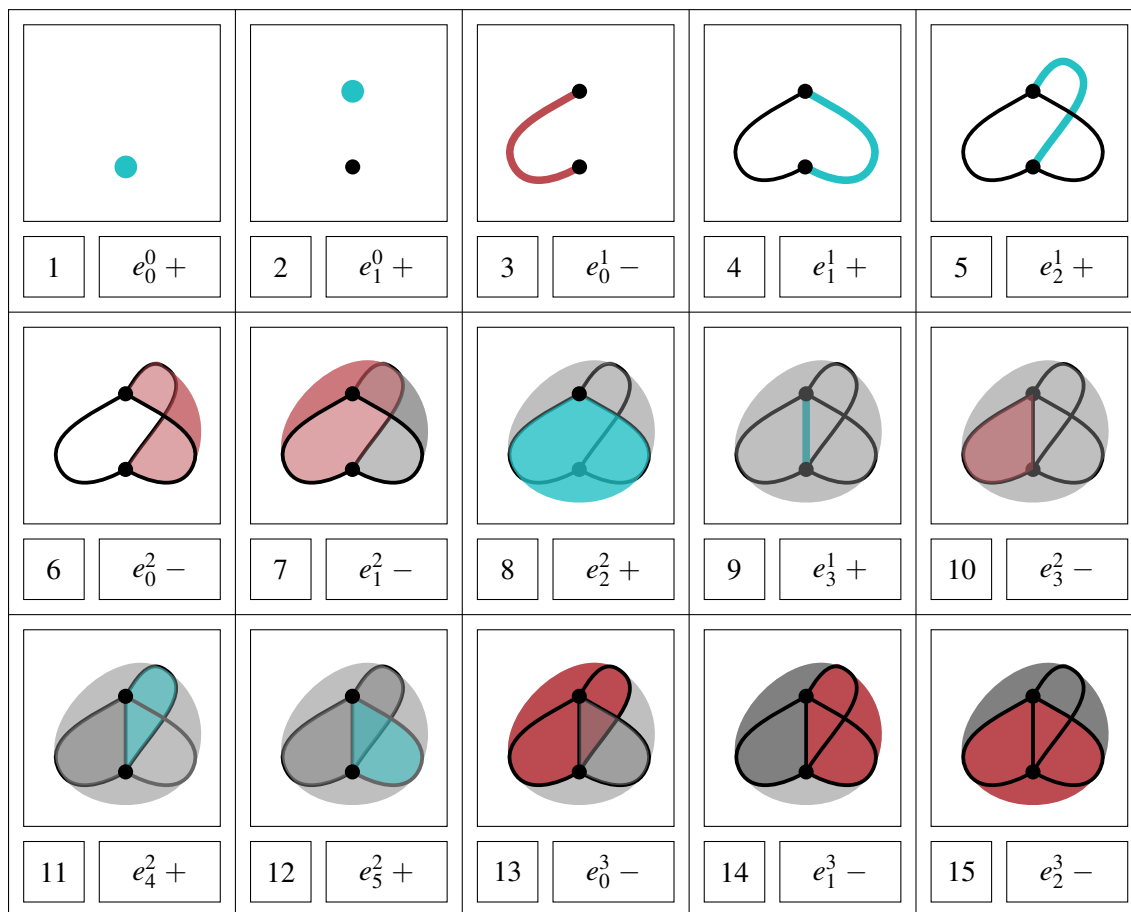 1 e_0^0 + 2 e_1^0 + 3 e_0^1 − 4 e_1^1 + 5 e_2^1 +
6 e_0^2 − 7 e_1^2 − 8 e_2^2 + 9 e_3^1 + 10 e_3^2 −
11 e_4^2 + 12 e_5^2 + 13 e_0^3 − 14 e_1^3 − 15 e_2^3 −